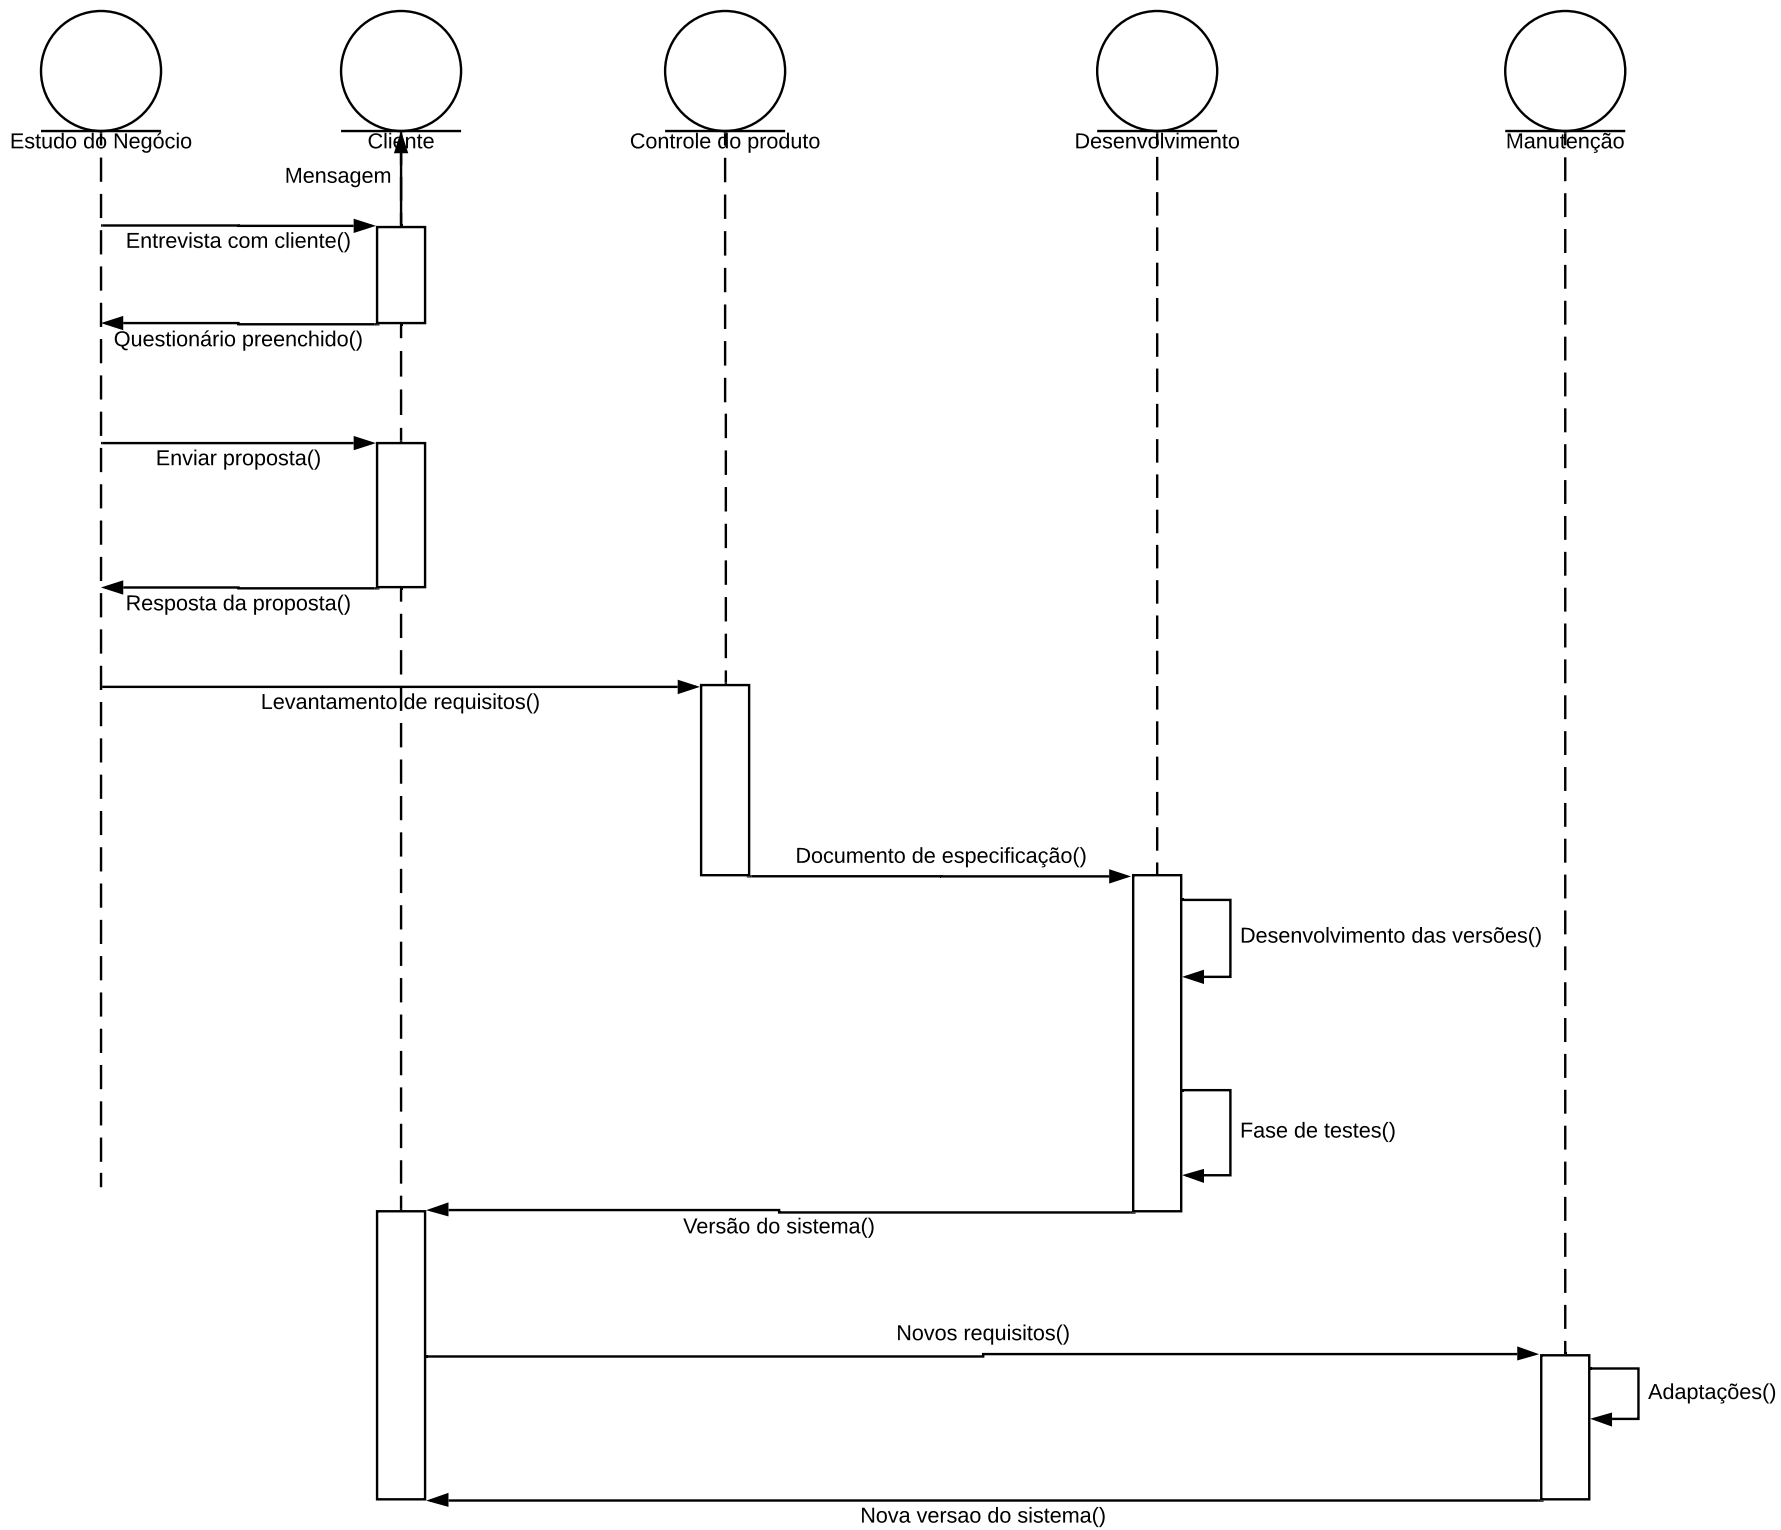 Estudo do Negócio
Cliente
Controle do produto
Desenvolvimento
Manutenção
Mensagem
Entrevista com cliente()
Questionário preenchido()
Enviar proposta()
Resposta da proposta()
Levantamento de requisitos()
Documento de especificação()
Desenvolvimento das versões()
Fase de testes()
Versão do sistema()
Novos requisitos()
Adaptações()
Nova versao do sistema()